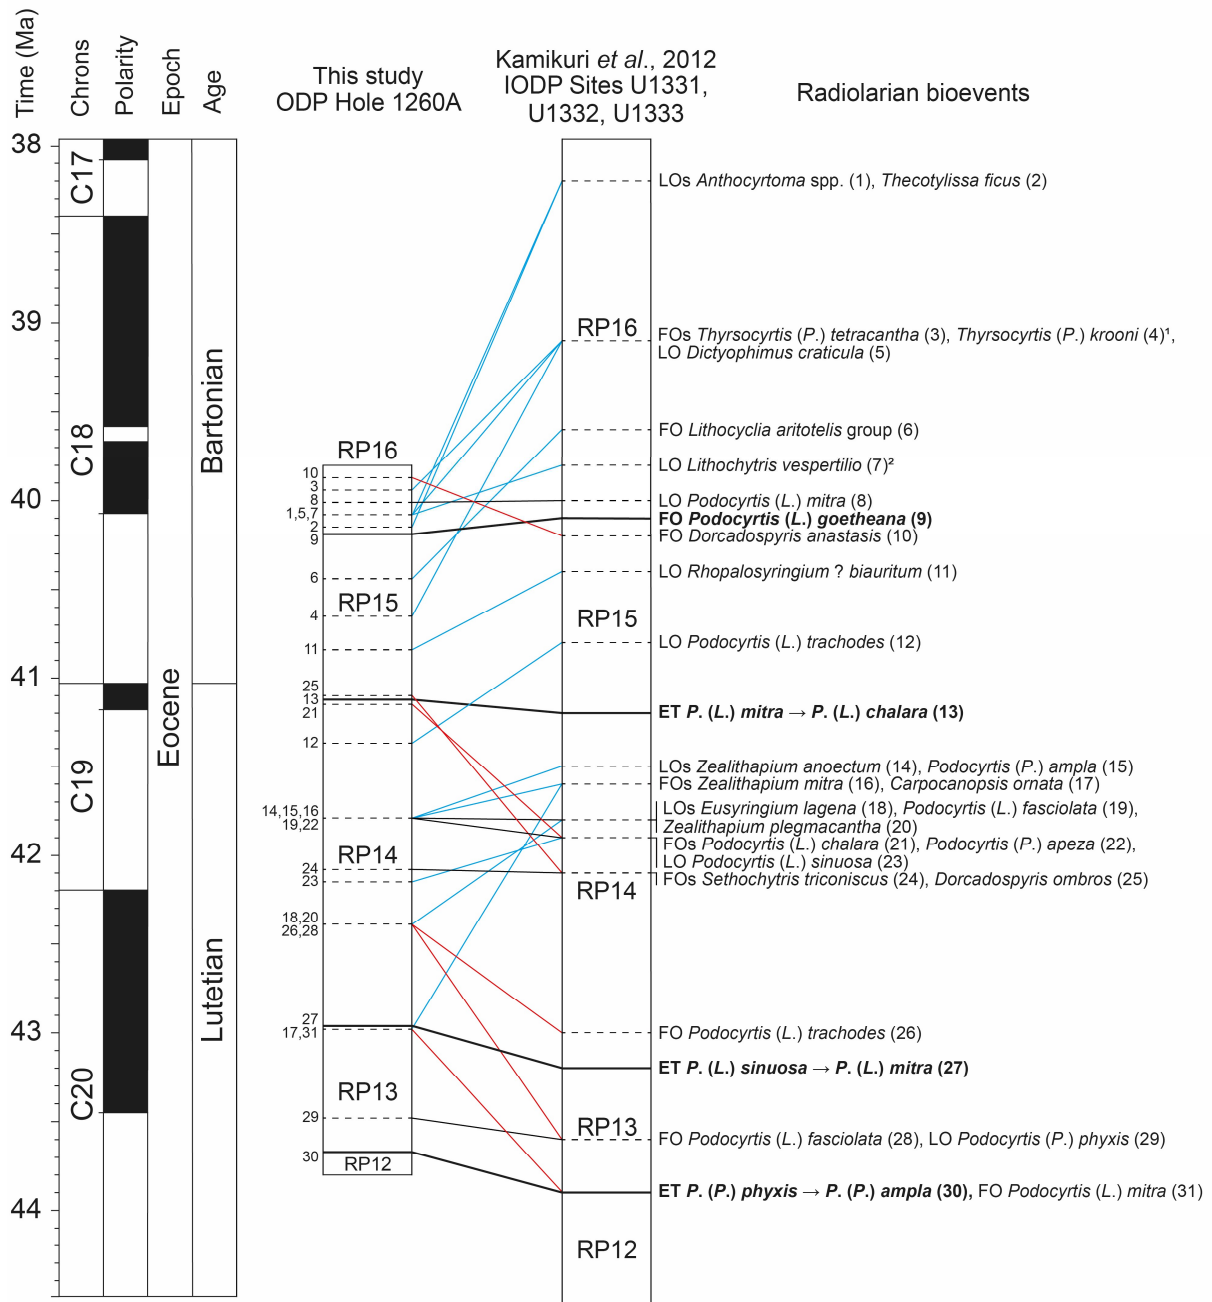 Time (Ma)
Chrons
Polarity
Epoch
Age
This study
ODP Hole 1260A
Kamikuri et al., 2012
IODP Sites U1331,
U1332, U1333
Radiolarian bioevents
38
39
40
41
42
43
44
C17
C18
C19
C20
Eocene
Bartonian
Lutetian
RP16
10
3
8
1,5,7
2
9
6
RP15
4
11
25
13
21
12
14,15,16
19,22
RP14
24
23
18,20
26,28
27
17,31
RP13
29
30
RP12
RP16
RP15
RP14
RP13
RP12
LOs Anthocyrtoma spp. (1), Thecotylissa ficus (2)
FOs Thyrsocyrtis (P.) tetracantha (3), Thyrsocyrtis (P.) krooni (4)¹,
LO Dictyophimus craticula (5)
FO Lithocyclia aritotelis group (6)
LO Lithochytris vespertilio (7)²
LO Podocyrtis (L.) mitra (8)
FO Podocyrtis (L.) goetheana (9)
FO Dorcadospyris anastasis (10)
LO Rhopalosyringium ? biauritum (11)
LO Podocyrtis (L.) trachodes (12)
ET P. (L.) mitra → P. (L.) chalara (13)
LOs Zealithapium anoectum (14), Podocyrtis (P.) ampla (15)
FOs Zealithapium mitra (16), Carpocanopsis ornata (17)
LOs Eusyringium lagena (18), Podocyrtis (L.) fasciolata (19),
Zealithapium plegmacantha (20)
FOs Podocyrtis (L.) chalara (21), Podocyrtis (P.) apeza (22),
LO Podocyrtis (L.) sinuosa (23)
FOs Sethochytris triconiscus (24), Dorcadospyris ombros (25)
FO Podocyrtis (L.) trachodes (26)
ET P. (L.) sinuosa → P. (L.) mitra (27)
FO Podocyrtis (L.) fasciolata (28), LO Podocyrtis (P.) phyxis (29)
ET P. (P.) phyxis → P. (P.) ampla (30), FO Podocyrtis (L.) mitra (31)